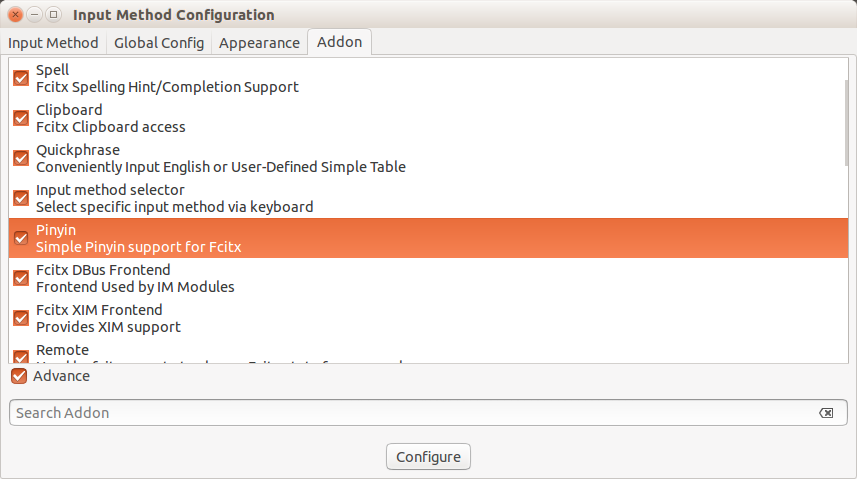 Input Method Configuration
Input Method Global Config Appearance Addon
Spell
Fcitx Spelling Hint/Completion Support
Clipboard
Fcitx Clipboard access
Quickphrase
Conveniently Input English or User-Defined Simple Table
Input method selector
Select specific input method via keyboard
Pinyin
Simple Pinyin support for Fcitx
Fcitx DBus Frontend
Frontend Used by IM Modules
Fcitx XIM Frontend
Provides XIM support
Remote
Advance
Search Addon
Configure